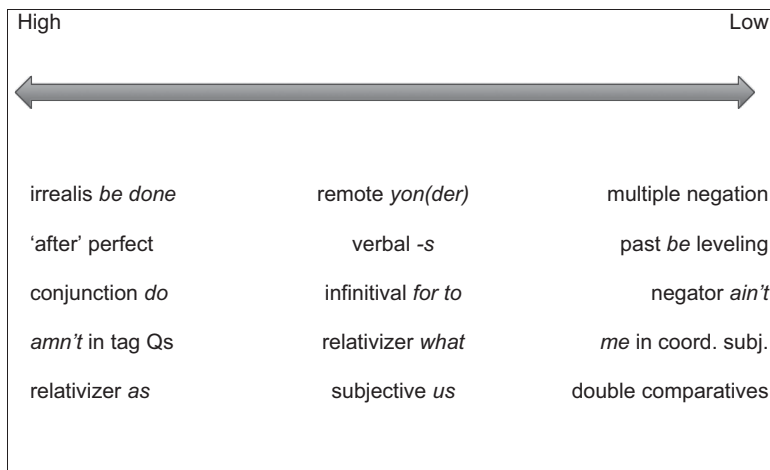 High Low
irrealis be done remote yon(der) multiple negation
‘after’ perfect verbal -s past be leveling
conjunction do infinitival for to negator ain’t
amn’t in tag Qs relativizer what me in coord. subj.
relativizer as subjective us double comparatives